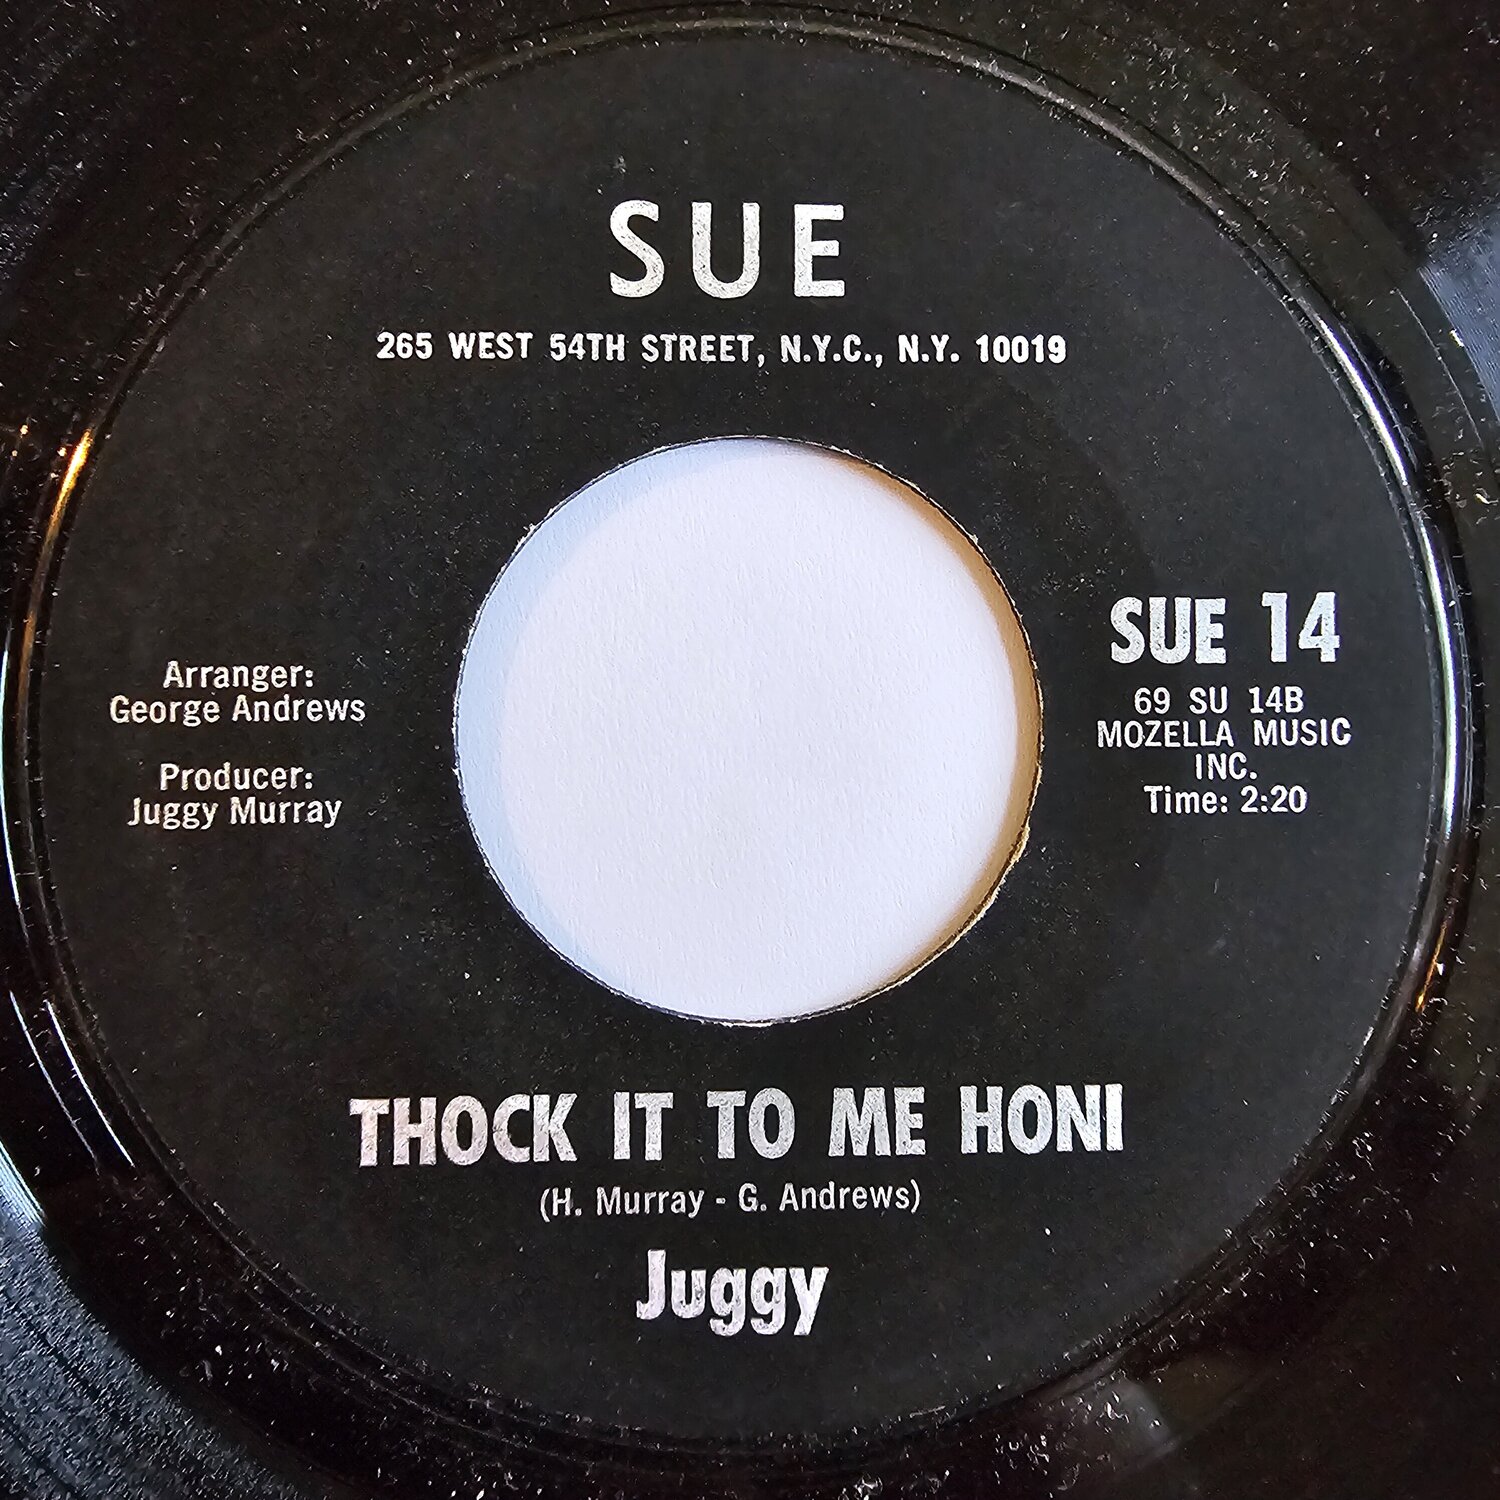 SUE
265 WEST 54TH STREET, N.Y.C., N.Y. 10019
Arranger:
George Andrews
Producer:
Juggy Murray
SUE 14
69 SU 14B
MOZELLA MUSIC
INC.
Time: 2:20
THOCK IT TO ME HONI
(H. Murray - G. Andrews)
Juggy